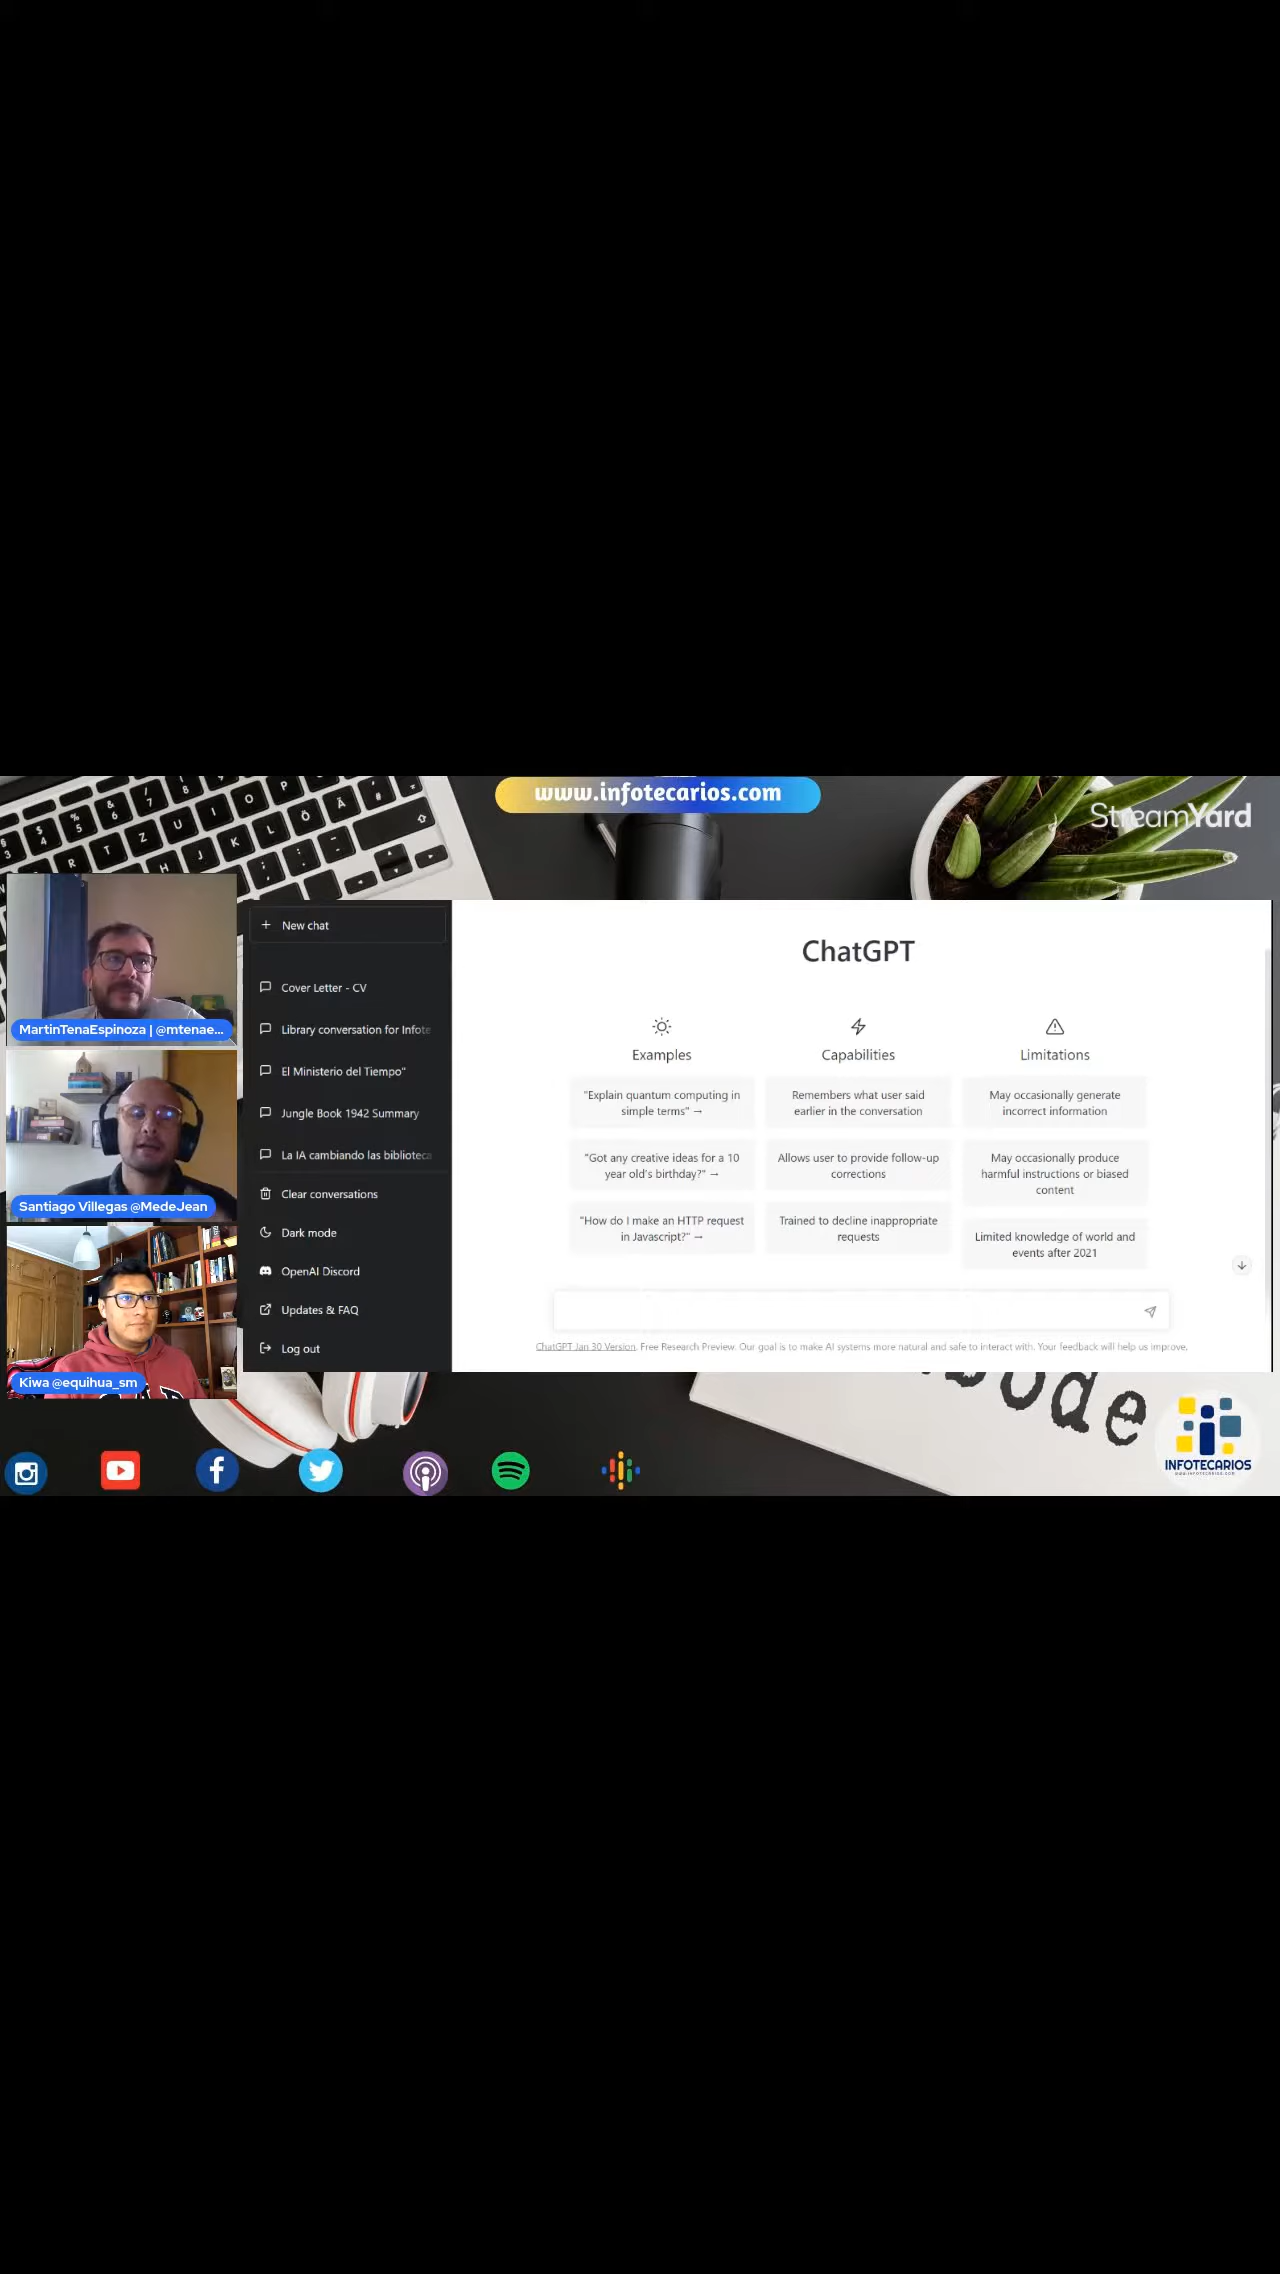 www.infotecarios.com
StreamYard
MartinTenaEspinoza | @mtenae...
Santiago Villegas @MedeJean
Kiwa @equihua_sm
New chat
Cover Letter - CV
Library conversation for Infote
El Ministerio del Tiempo"
Jungle Book 1942 Summary
La IA cambiando las biblioteca
Clear conversations
Dark mode
OpenAI Discord
Updates & FAQ
Log out
ChatGPT
Examples
"Explain quantum computing in
simple terms" →
"Got any creative ideas for a 10
year old's birthday?" →
"How do I make an HTTP request
in Javascript?" →
Capabilities
Remembers what user said
earlier in the conversation
Allows user to provide follow-up
corrections
Trained to decline inappropriate
requests
Limitations
May occasionally generate
incorrect information
May occasionally produce
harmful instructions or biased
content
Limited knowledge of world and
events after 2021
ChatGPT Jan 30 Version. Free Research Preview. Our goal is to make AI systems more natural and safe to interact with. Your feedback will help us improve.
INFOTECARIOS
WWW.INFOTECARIOS.COM